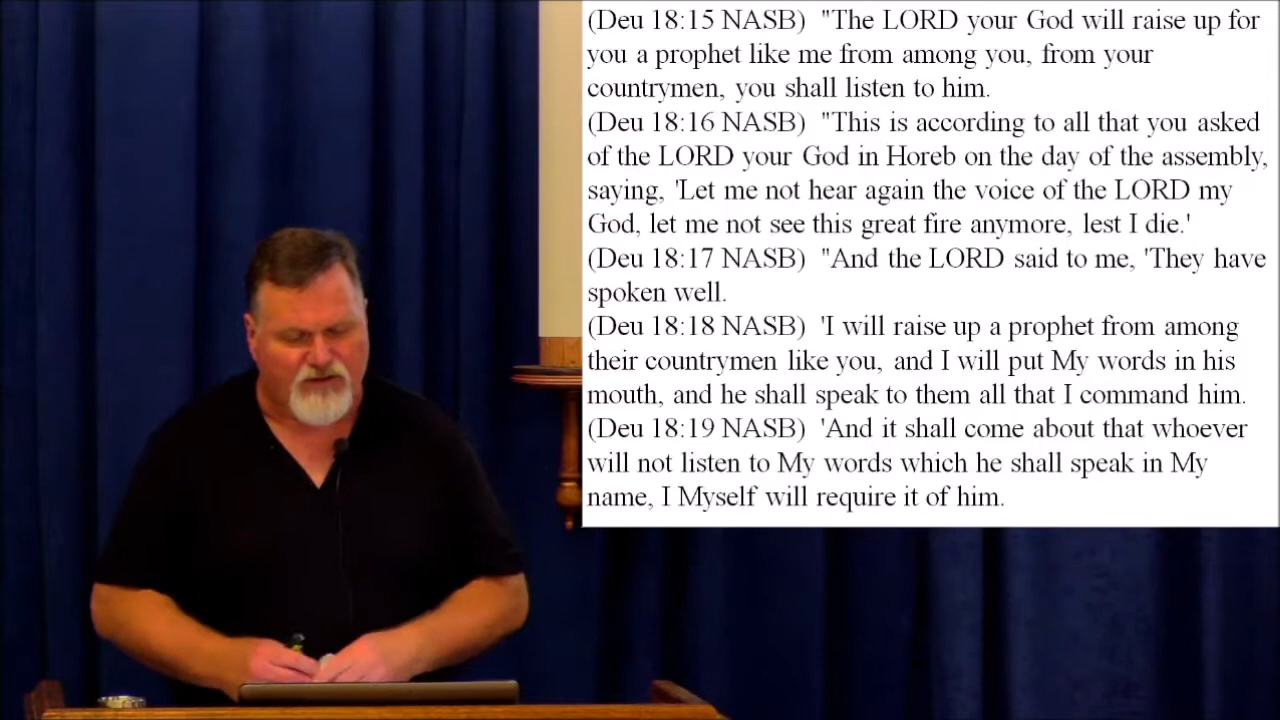 (Deu 18:15 NASB) "The LORD your God will raise up for
you a prophet like me from among you, from your
countrymen, you shall listen to him.
(Deu 18:16 NASB) "This is according to all that you asked
of the LORD your God in Horeb on the day of the assembly,
saying, 'Let me not hear again the voice of the LORD my
God, let me not see this great fire anymore, lest I die.'
(Deu 18:17 NASB) "And the LORD said to me, 'They have
spoken well.
(Deu 18:18 NASB) 'I will raise up a prophet from among
their countrymen like you, and I will put My words in his
mouth, and he shall speak to them all that I command him.
(Deu 18:19 NASB) 'And it shall come about that whoever
will not listen to My words which he shall speak in My
name, I Myself will require it of him.